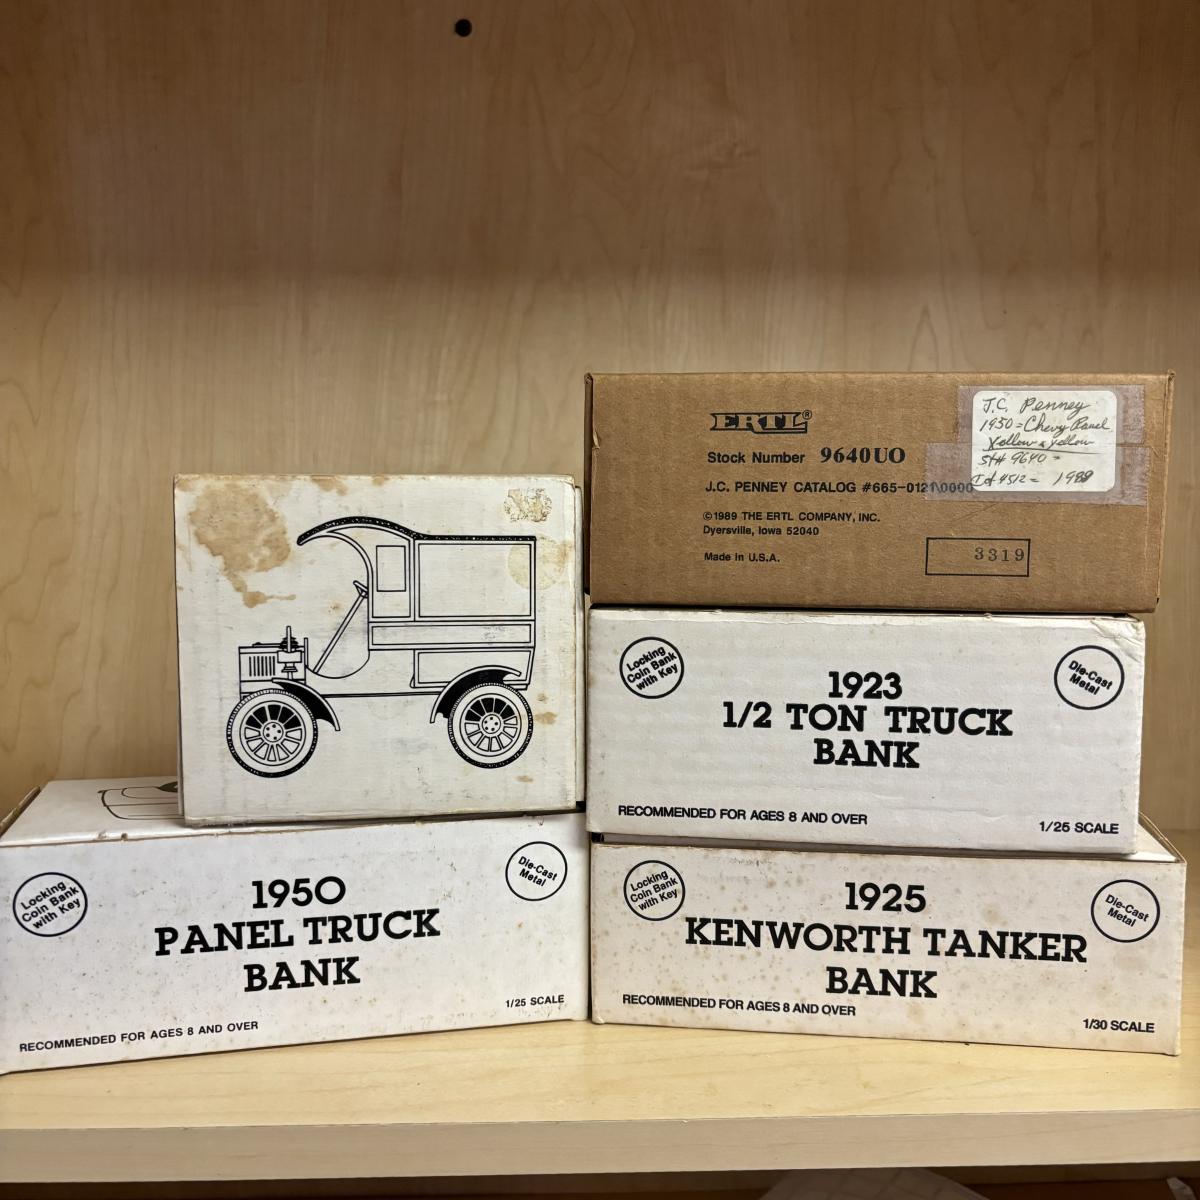 ERTL®
Stock Number 9640UO
J.C. PENNEY CATALOG #665-0121\0000
©1989 THE ERTL COMPANY, INC.
Dyersville, Iowa 52040
Made in U.S.A.
3319
J.C. Penney
1950 = Chevy Panel
Yellow & Yellow
St# 9640 =
1 of 4512 = 1989
Locking
Coin Bank
with Key
1923
1/2 TON TRUCK
BANK
Die-Cast
Metal
RECOMMENDED FOR AGES 8 AND OVER
1/25 SCALE
Locking
Coin Bank
with Key
1950
PANEL TRUCK
BANK
Die-Cast
Metal
RECOMMENDED FOR AGES 8 AND OVER
1/25 SCALE
Locking
Coin Bank
with Key
1925
KENWORTH TANKER
BANK
Die-Cast
Metal
RECOMMENDED FOR AGES 8 AND OVER
1/30 SCALE